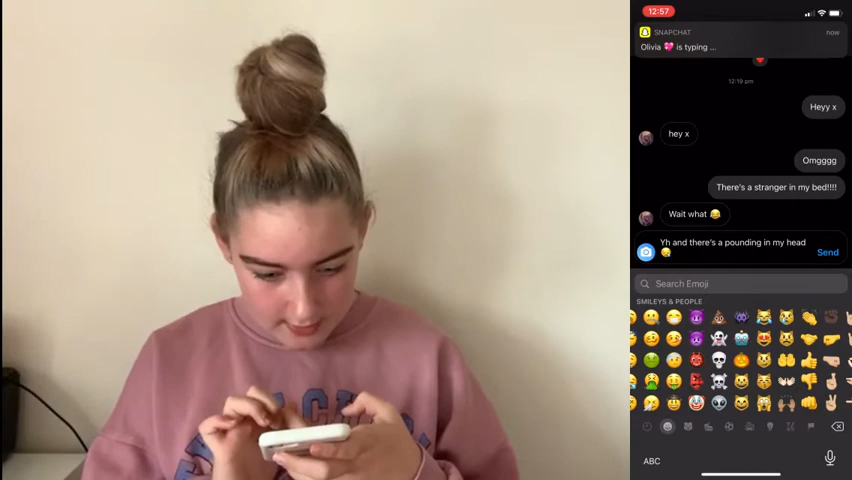 12:57
SNAPCHAT
now
Olivia 💖 is typing ...
12:19 pm
Heyy x
hey x
Omgggg
There's a stranger in my bed!!!!
Wait what 😂
Yh and there's a pounding in my head
Send
Search Emoji
SMILEYS & PEOPLE
ABC